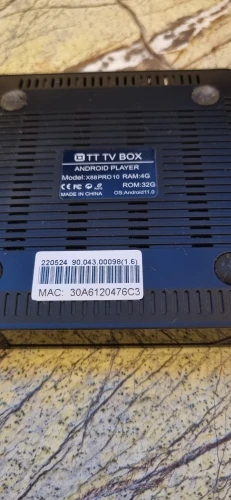 OTT TV BOX
ANDROID PLAYER
Model:X88PRO10 RAM:4G
ROM:32G
MADE IN CHINA OS:Android11.0
220524 90.043.00098(1.6)
MAC: 30A6120476C3